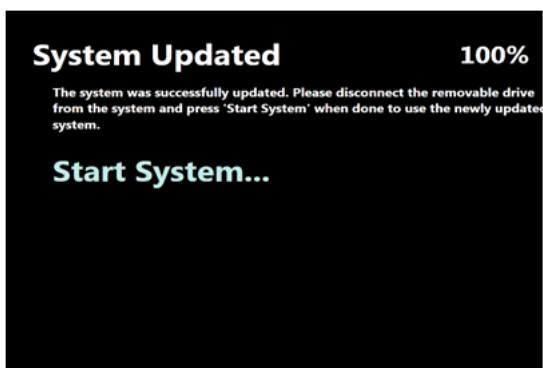 System Updated 100%
The system was successfully updated. Please disconnect the removable drive
from the system and press 'Start System' when done to use the newly updated
system.
Start System...